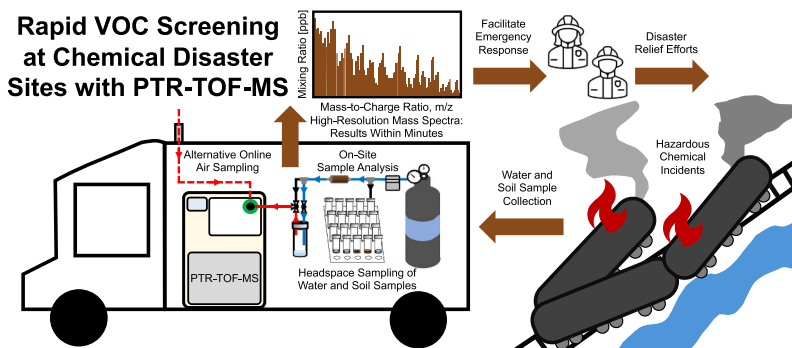 Rapid VOC Screening
at Chemical Disaster
Sites with PTR-TOF-MS
Mixing Ratio [ppb]
Mass-to-Charge Ratio, m/z
High-Resolution Mass Spectra:
Results Within Minutes
Facilitate
Emergency
Response
Disaster
Relief Efforts
Hazardous
Chemical
Incidents
Water and
Soil Sample
Collection
Alternative Online
Air Sampling
On-Site
Sample Analysis
PTR-TOF-MS
Headspace Sampling of
Water and Soil Samples